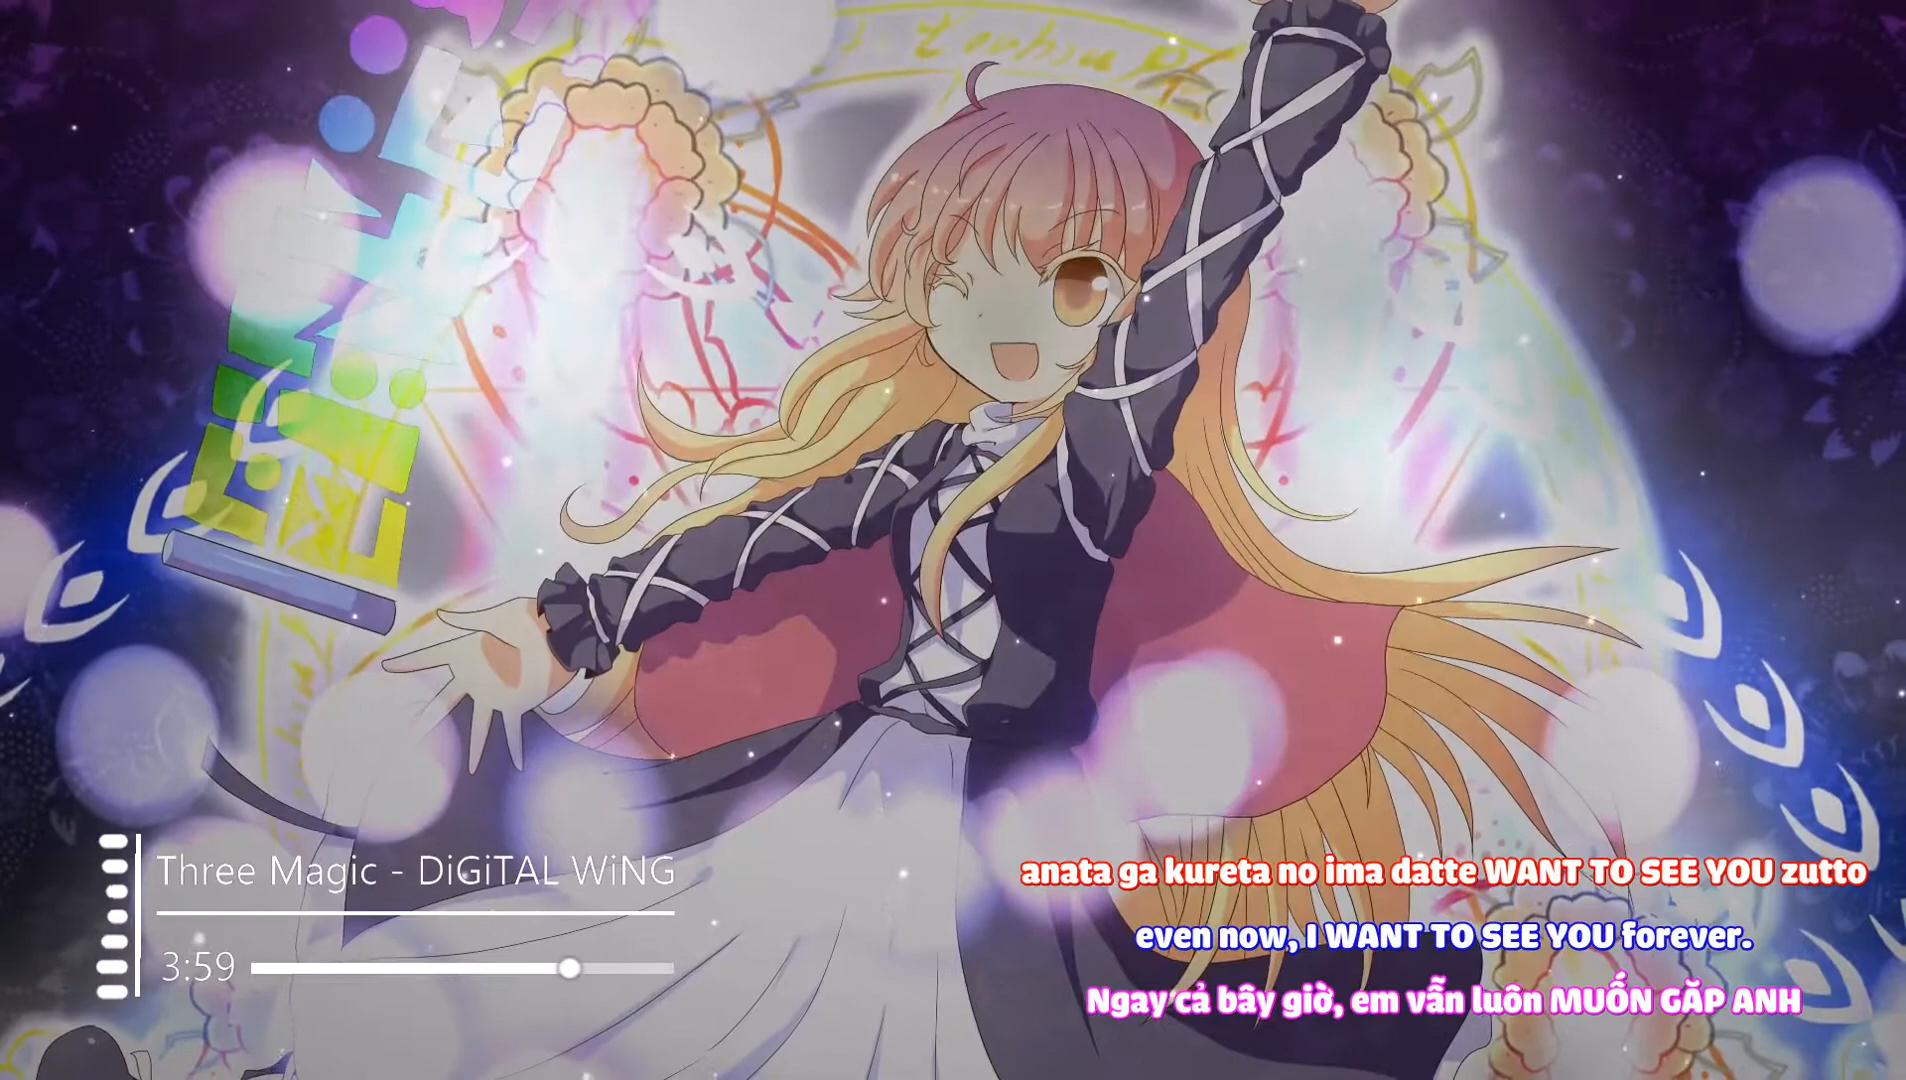 Three Magic - DiGiTAL WiNG
3:59
anata ga kureta no ima datte WANT TO SEE YOU zutto
even now, I WANT TO SEE YOU forever.
Ngay cả bây giờ, em vẫn luôn MUỐN GẶP ANH